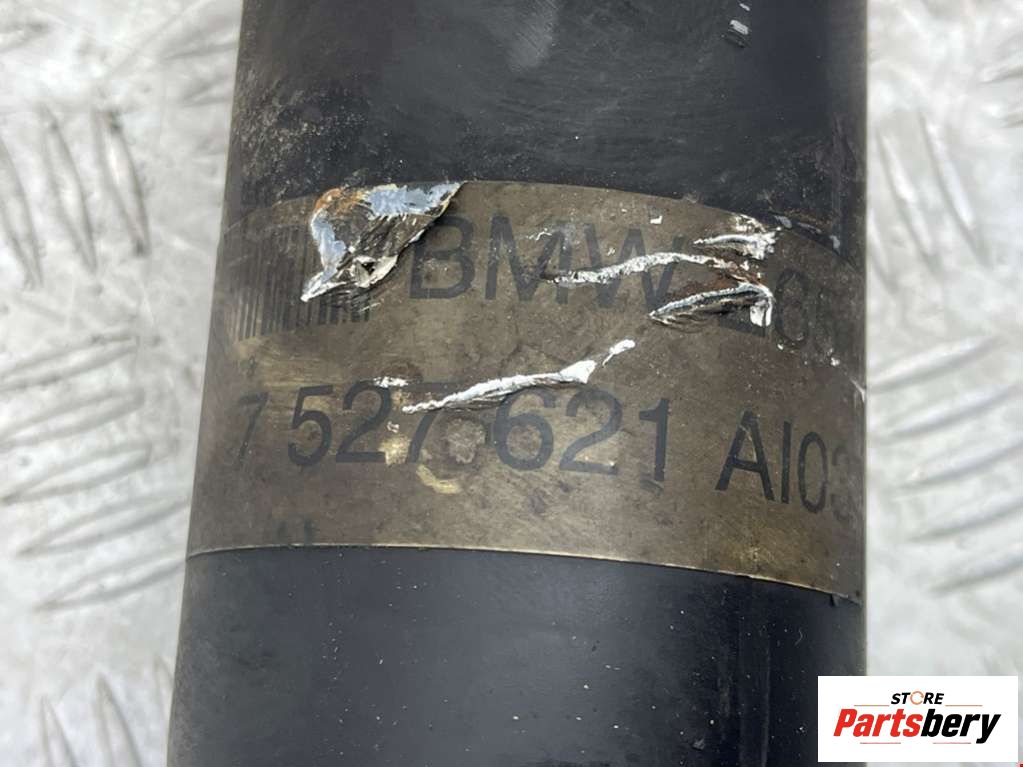 BMW
7 527 621 AI03
STORE
Partsbery